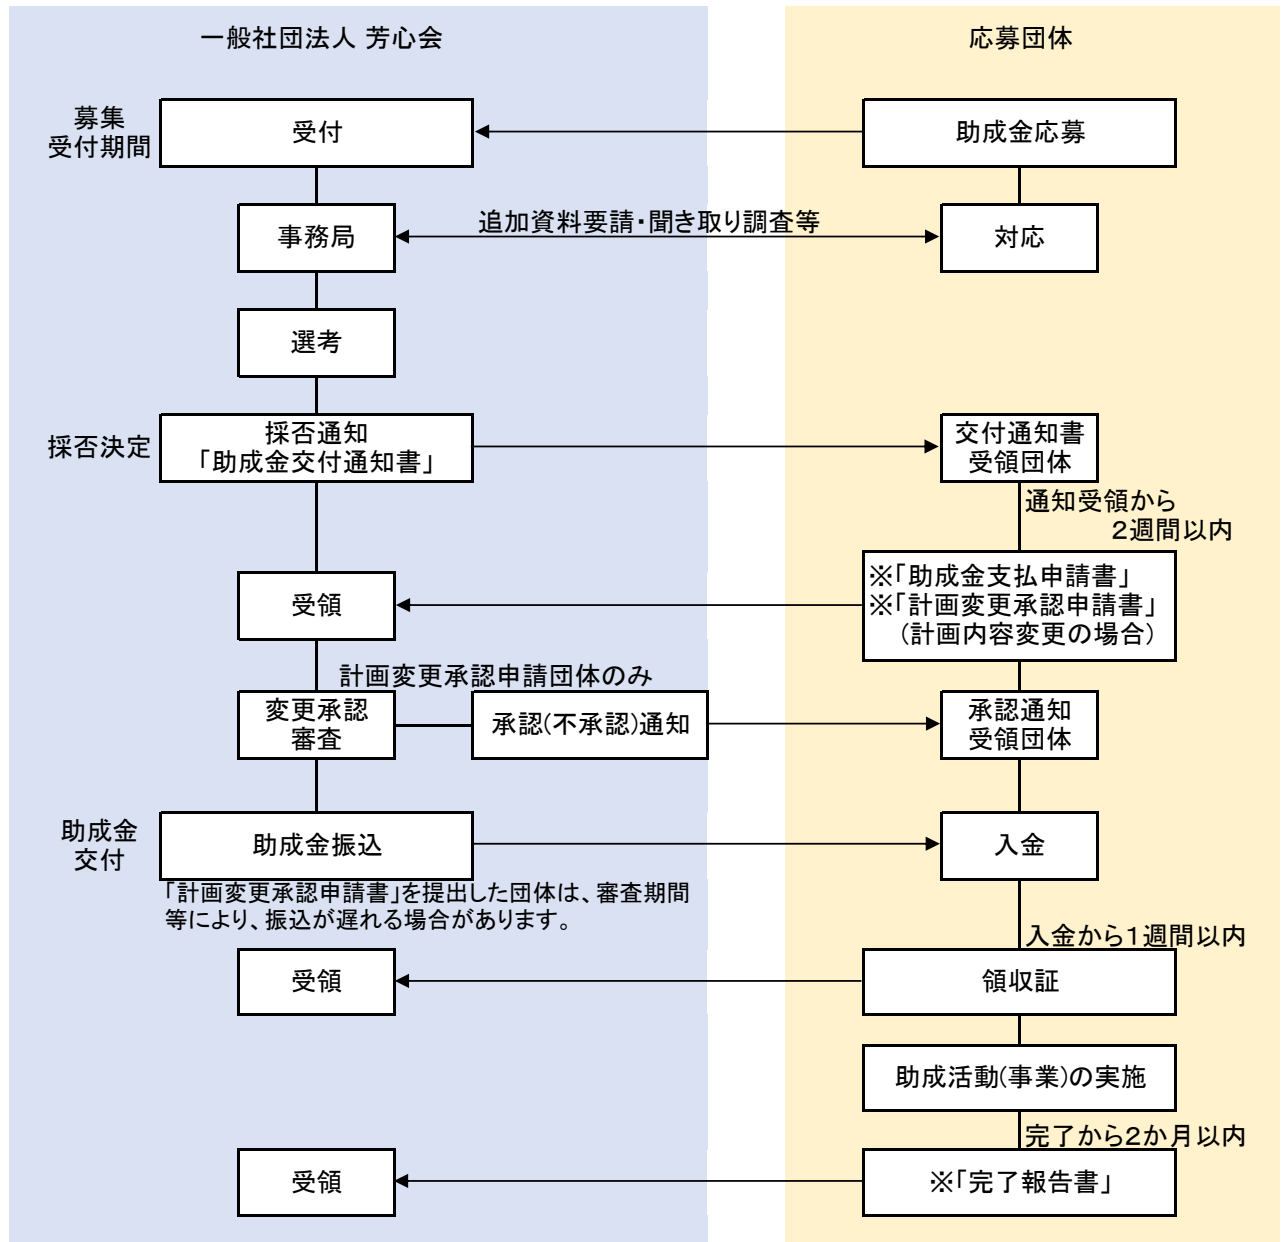 一般社団法人 芳心会
応募団体
募集
受付期間
受付
助成金応募
事務局
追加資料要請・聞き取り調査等
対応
選考
採否決定
採否通知
「助成金交付通知書」
交付通知書
受領団体
通知受領から
2週間以内
受領
※「助成金支払申請書」
※「計画変更承認申請書」
(計画内容変更の場合)
計画変更承認申請団体のみ
変更承認
審査
承認(不承認)通知
承認通知
受領団体
助成金
交付
助成金振込
入金
「計画変更承認申請書」を提出した団体は、審査期間
等により、振込が遅れる場合があります。
入金から1週間以内
受領
領収証
助成活動(事業)の実施
完了から2か月以内
受領
※「完了報告書」